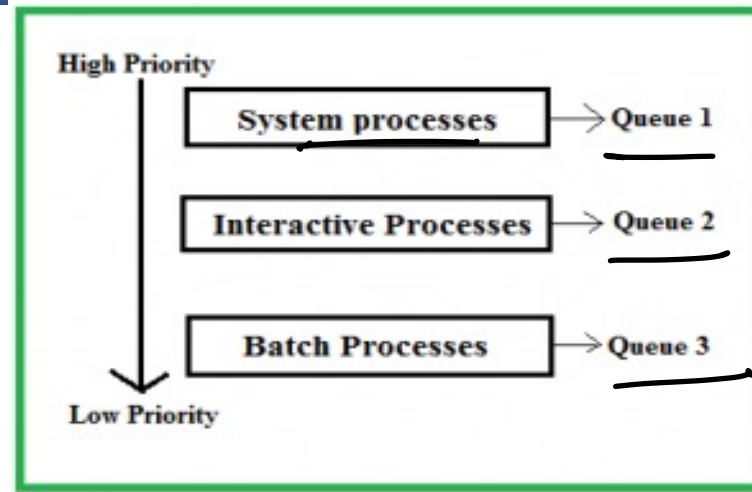 High Priority
System processes
Queue 1
Interactive Processes
Queue 2
Batch Processes
Queue 3
Low Priority